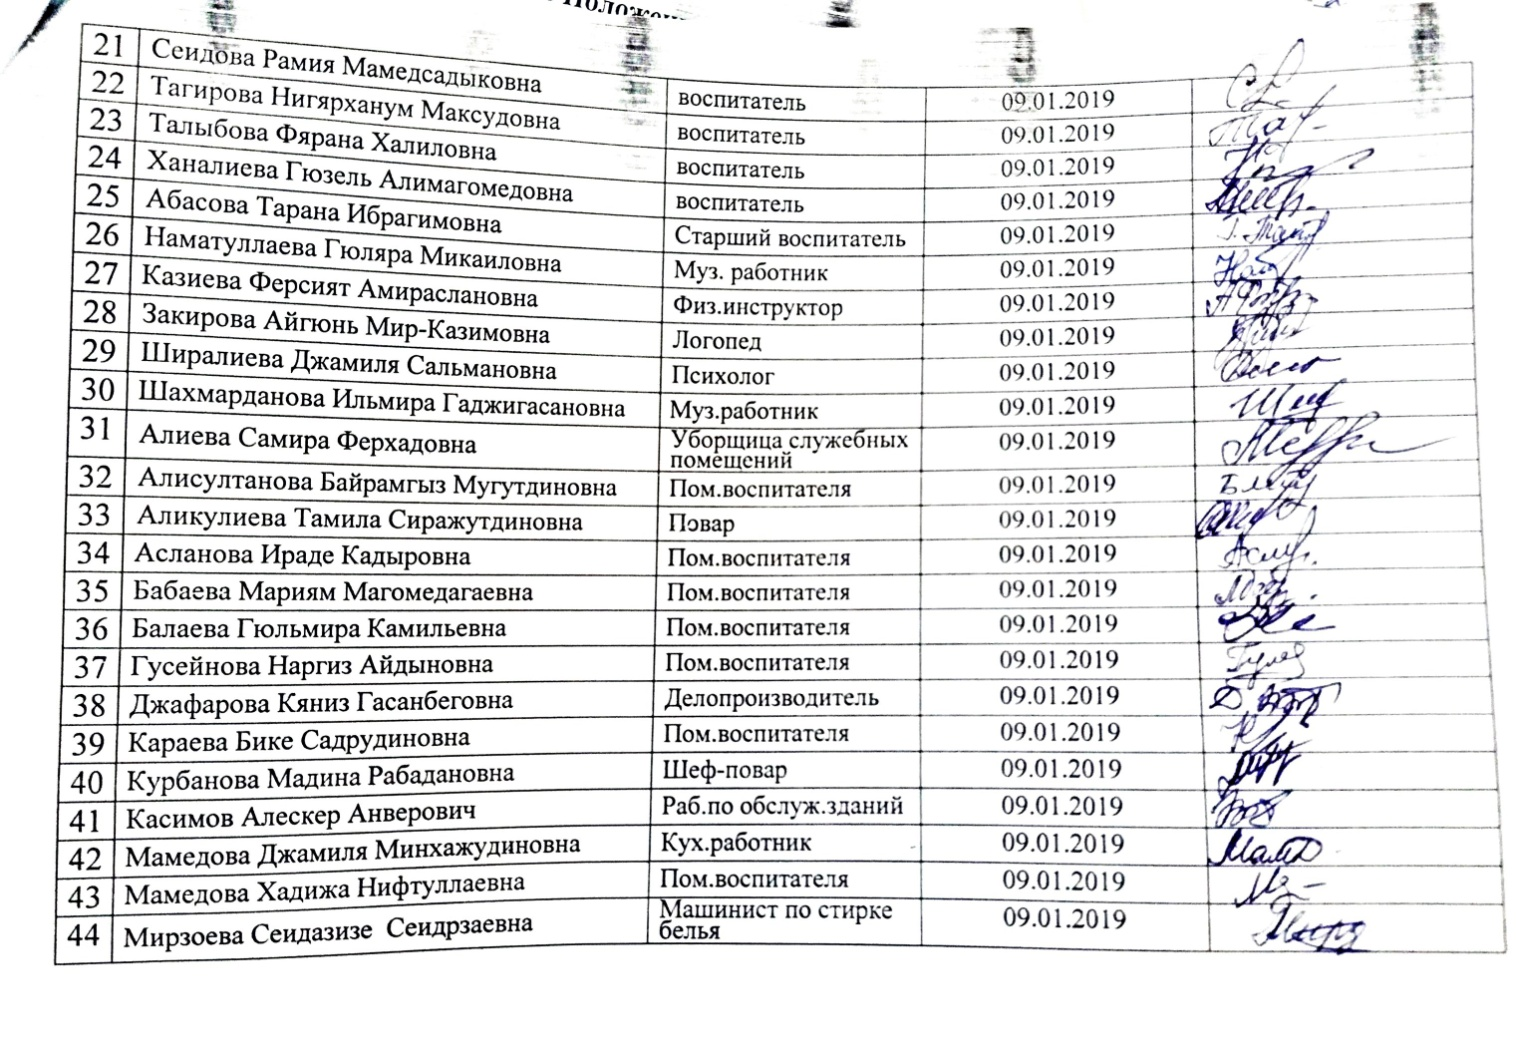 21 Сеидова Рамия Мамедсадыковна воспитатель 09.01.2019
22 Тагирова Нигярханум Максудовна воспитатель 09.01.2019
23 Талыбова Фярана Халиловна воспитатель 09.01.2019
24 Ханалиева Гюзель Алимагомедовна воспитатель 09.01.2019
25 Абасова Тарана Ибрагимовна Старший воспитатель 09.01.2019
26 Наматуллаева Гюляра Микаиловна Муз. работник 09.01.2019
27 Казиева Ферсият Амираслановна Физ.инструктор 09.01.2019
28 Закирова Айгюнь Мир-Казимовна Логопед 09.01.2019
29 Ширалиева Джамиля Сальмановна Психолог 09.01.2019
30 Шахмарданова Ильмира Гаджигасановна Муз.работник 09.01.2019
31 Алиева Самира Ферхадовна Уборщица служебных 09.01.2019
помещений
32 Алисултанова Байрамгыз Мугутдиновна Пом.воспитателя 09.01.2019
33 Аликулиева Тамила Сиражутдиновна Повар 09.01.2019
34 Асланова Ираде Кадыровна Пом.воспитателя 09.01.2019
35 Бабаева Мариям Магомедагаевна Пом.воспитателя 09.01.2019
36 Балаева Гюльмира Камильевна Пом.воспитателя 09.01.2019
37 Гусейнова Наргиз Айдыновна Пом.воспитателя 09.01.2019
38 Джафарова Кяниз Гасанбеговна Делопроизводитель 09.01.2019
39 Караева Бике Садрудиновна Пом.воспитателя 09.01.2019
40 Курбанова Мадина Рабадановна Шеф-повар 09.01.2019
41 Касимов Алескер Анверович Раб.по обслуж.зданий 09.01.2019
42 Мамедова Джамиля Минхажудиновна Кух.работник 09.01.2019
43 Мамедова Хадижа Нифтуллаевна Пом.воспитателя 09.01.2019
44 Мирзоева Сеидазизе Сеидрзаевна Машинист по стирке 09.01.2019
белья